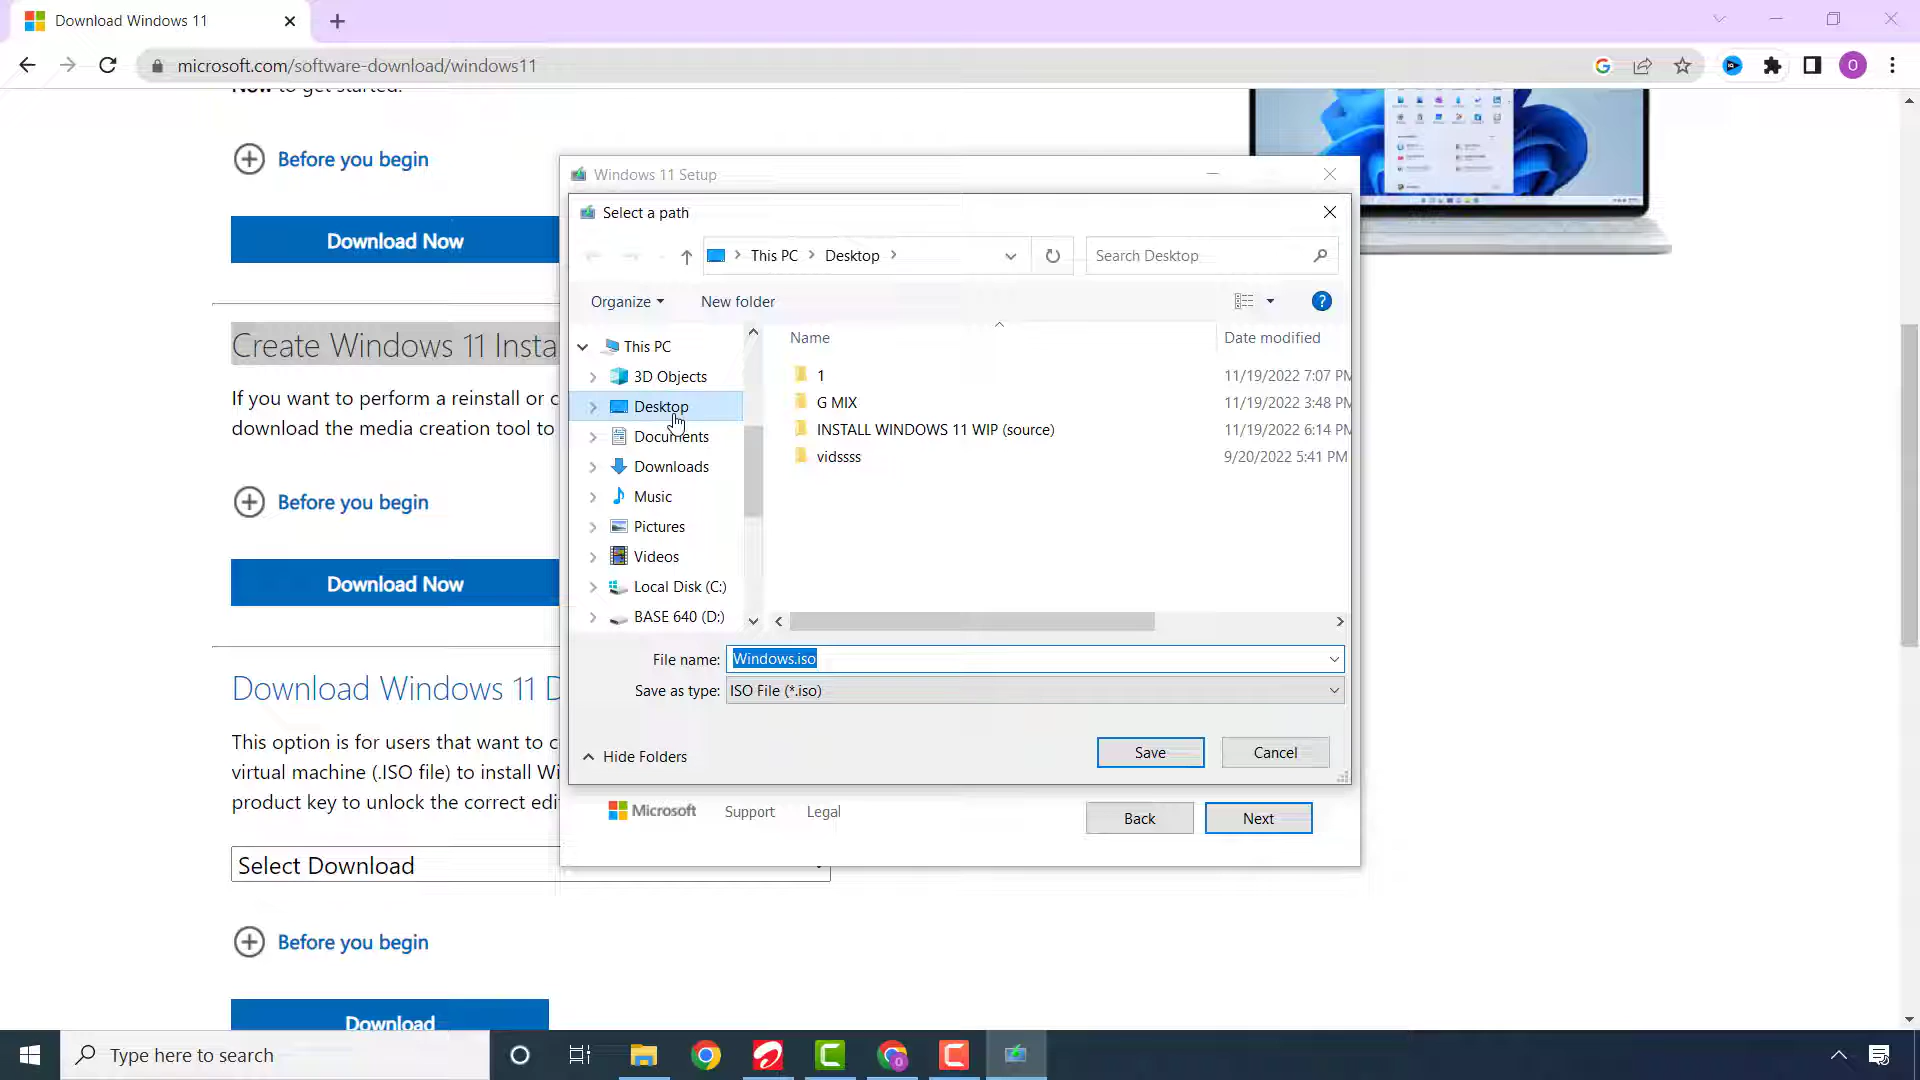 Download Windows 11
microsoft.com/software-download/windows11
O
Now to get started.
Before you begin
Download Now
Create Windows 11 Insta
If you want to perform a reinstall or c
download the media creation tool to
Before you begin
Download Now
Download Windows 11 D
This option is for users that want to c
virtual machine (.ISO file) to install Wi
product key to unlock the correct edi
Select Download
Before you begin
Download
Windows 11 Setup
Select a path
This PC
Desktop
Search Desktop
Organize
New folder
?
This PC
3D Objects
Desktop
Documents
Downloads
Music
Pictures
Videos
Local Disk (C:)
BASE 640 (D:)
Name Date modified
1 11/19/2022 7:07 PM
G MIX 11/19/2022 3:48 PM
INSTALL WINDOWS 11 WIP (source) 11/19/2022 6:14 PM
vidssss 9/20/2022 5:41 PM
File name: Windows.iso
Save as type: ISO File (*.iso)
Hide Folders
Save
Cancel
Microsoft Support Legal
Back
Next
Type here to search